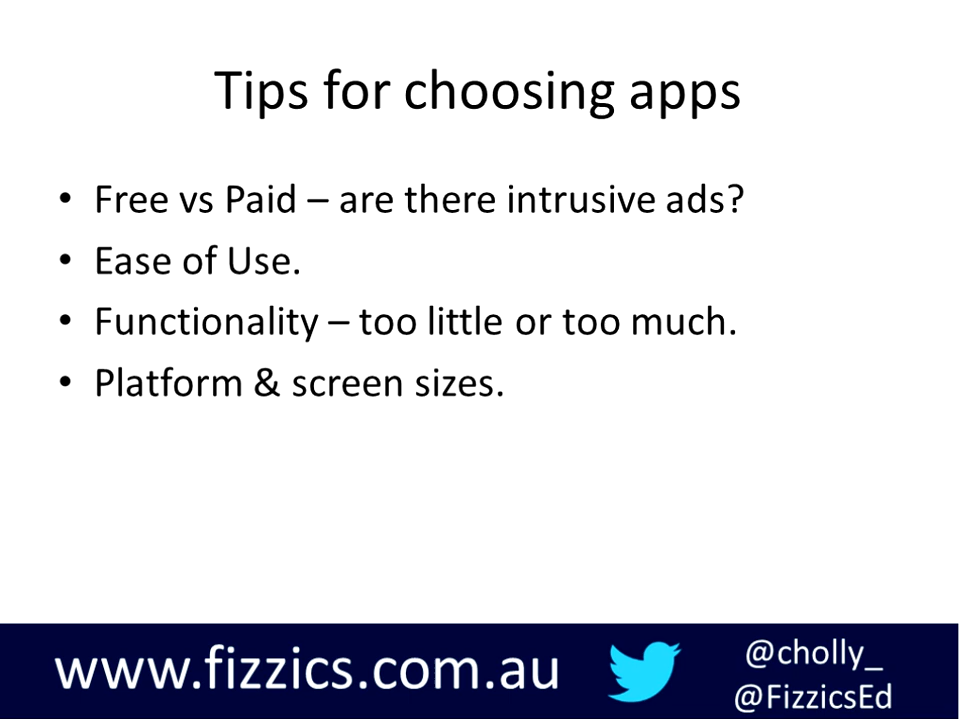 Tips for choosing apps
• Free vs Paid – are there intrusive ads?
• Ease of Use.
• Functionality – too little or too much.
• Platform & screen sizes.
www.fizzics.com.au
@cholly_
@FizzicsEd